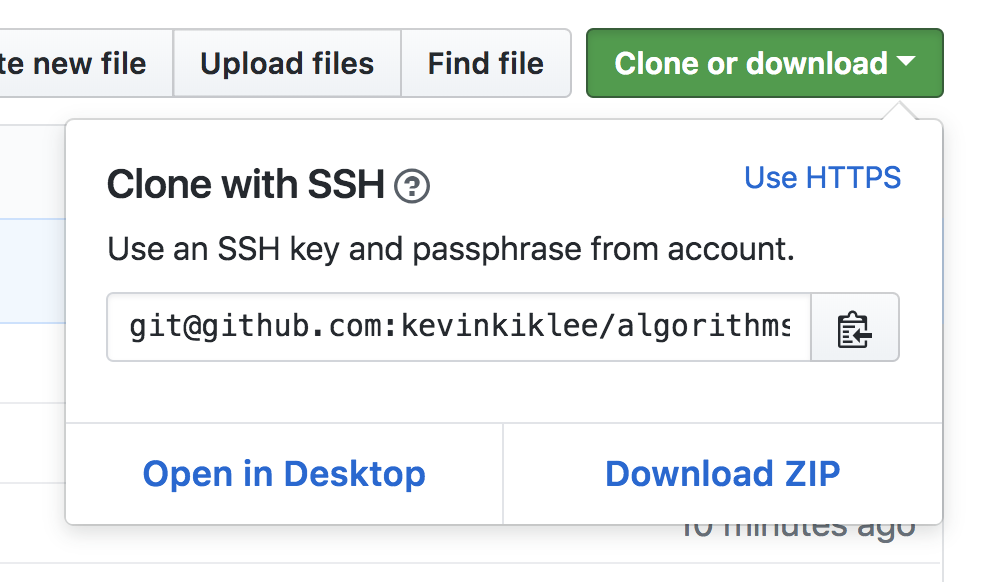 te new file
Upload files
Find file
Clone or download
Clone with SSH ?
Use HTTPS
Use an SSH key and passphrase from account.
git@github.com:kevinkiklee/algorithms
Open in Desktop
Download ZIP
10 minutes ago